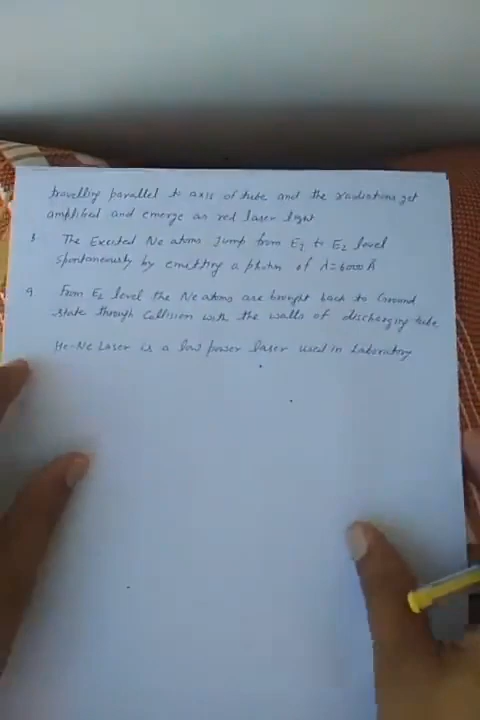 travelling parallel to axis of tube and the radiations get
amplified and emerge as red laser light
8. The Excited Ne atoms jump from E3 to E2 level
spontaneously by emitting a photon of λ=6000Å
9. From E2 level the Ne atoms are brought back to Ground
state through Collision with the walls of discharging tube
He-Ne Laser is a low power laser used in Laboratory